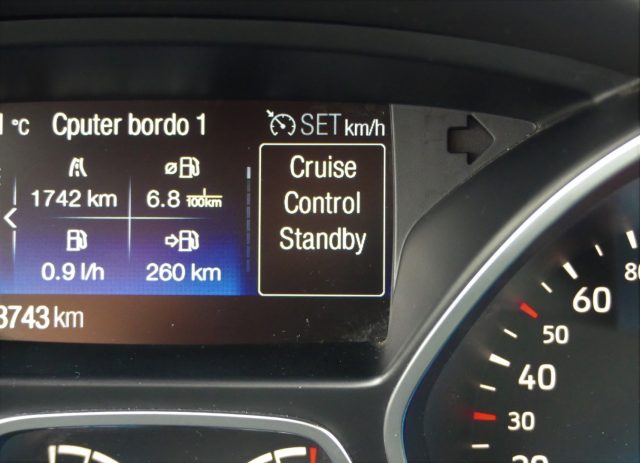 °C Cputer bordo 1 SET km/h
1742 km ø 6.8 100km
0.9 l/h 260 km
Cruise
Control
Standby
3743 km
80
60
50
40
30
20